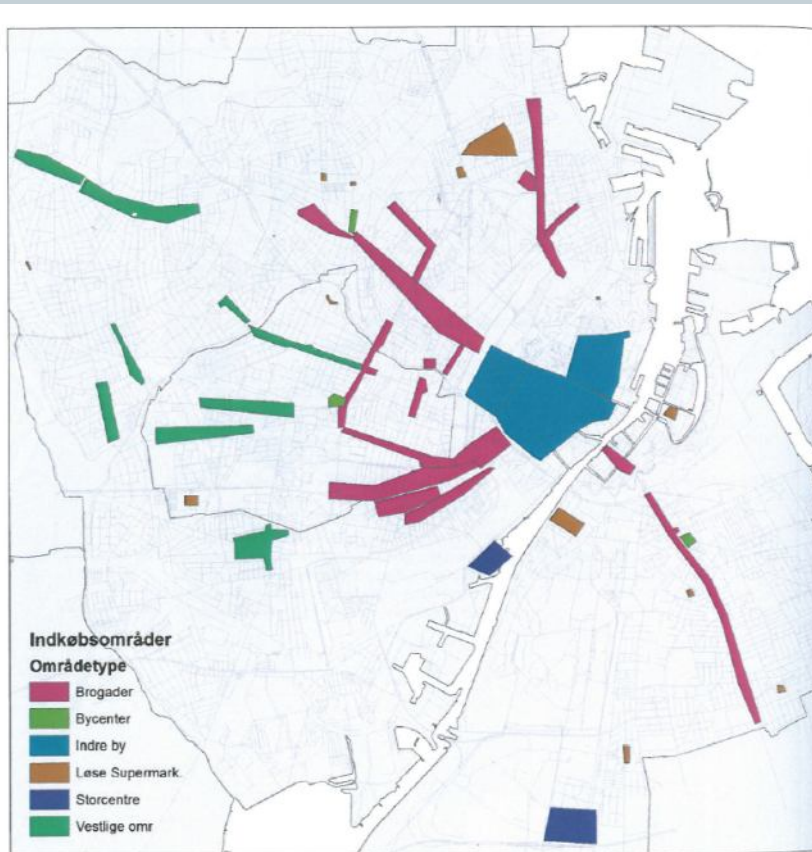 Indkøbsområder
Områdetype
Brogader
Bycenter
Indre by
Løse Supermark.
Storcentre
Vestlige omr